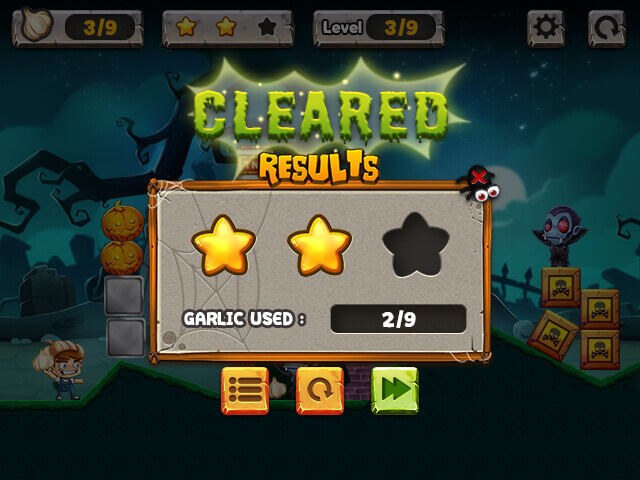 3/9
Level 3/9
CLEARED
RESULTS
GARLIC USED : 2/9